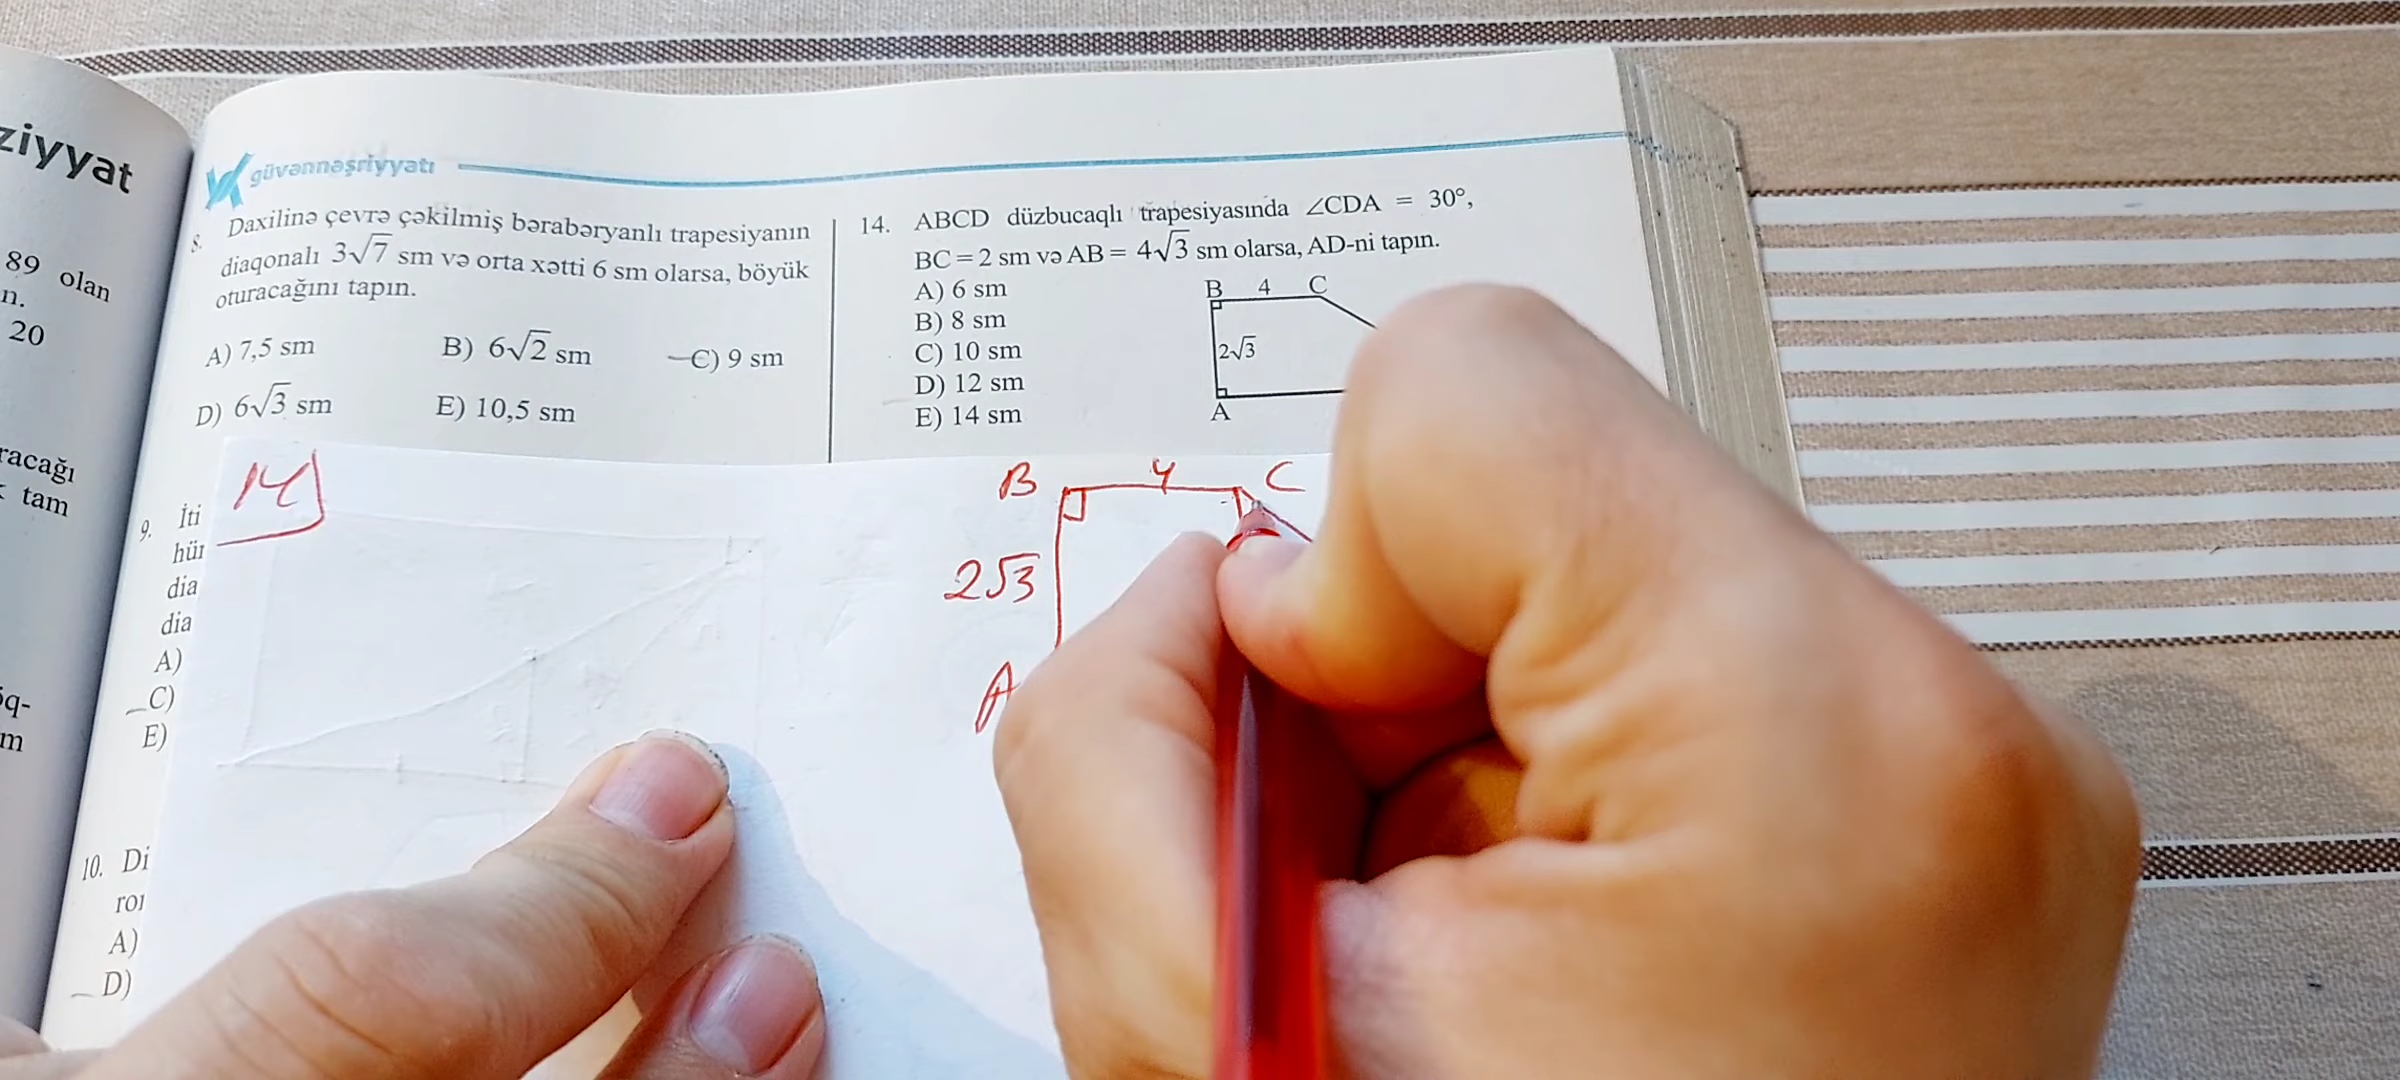 ziyyat
89 olan
n.
20
racağı
tam
m
güvənnəşriyyatı
8. Daxilinə çevrə çəkilmiş bərabəryanlı trapesiyanın
diaqonalı 3√7 sm və orta xətti 6 sm olarsa, böyük
oturacağını tapın.
A) 7,5 sm B) 6√2 sm C) 9 sm
D) 6√3 sm E) 10,5 sm
9. İti
hün
dia
dia
A)
C)
E)
10. Di
ro
A)
D)
14. ABCD düzbucaqlı trapesiyasında ∠CDA = 30°,
BC = 2 sm və AB = 4√3 sm olarsa, AD-ni tapın.
A) 6 sm
B) 8 sm
C) 10 sm
D) 12 sm
E) 14 sm
B 4 C
2√3
A
14)
B 4 C
2√3
A